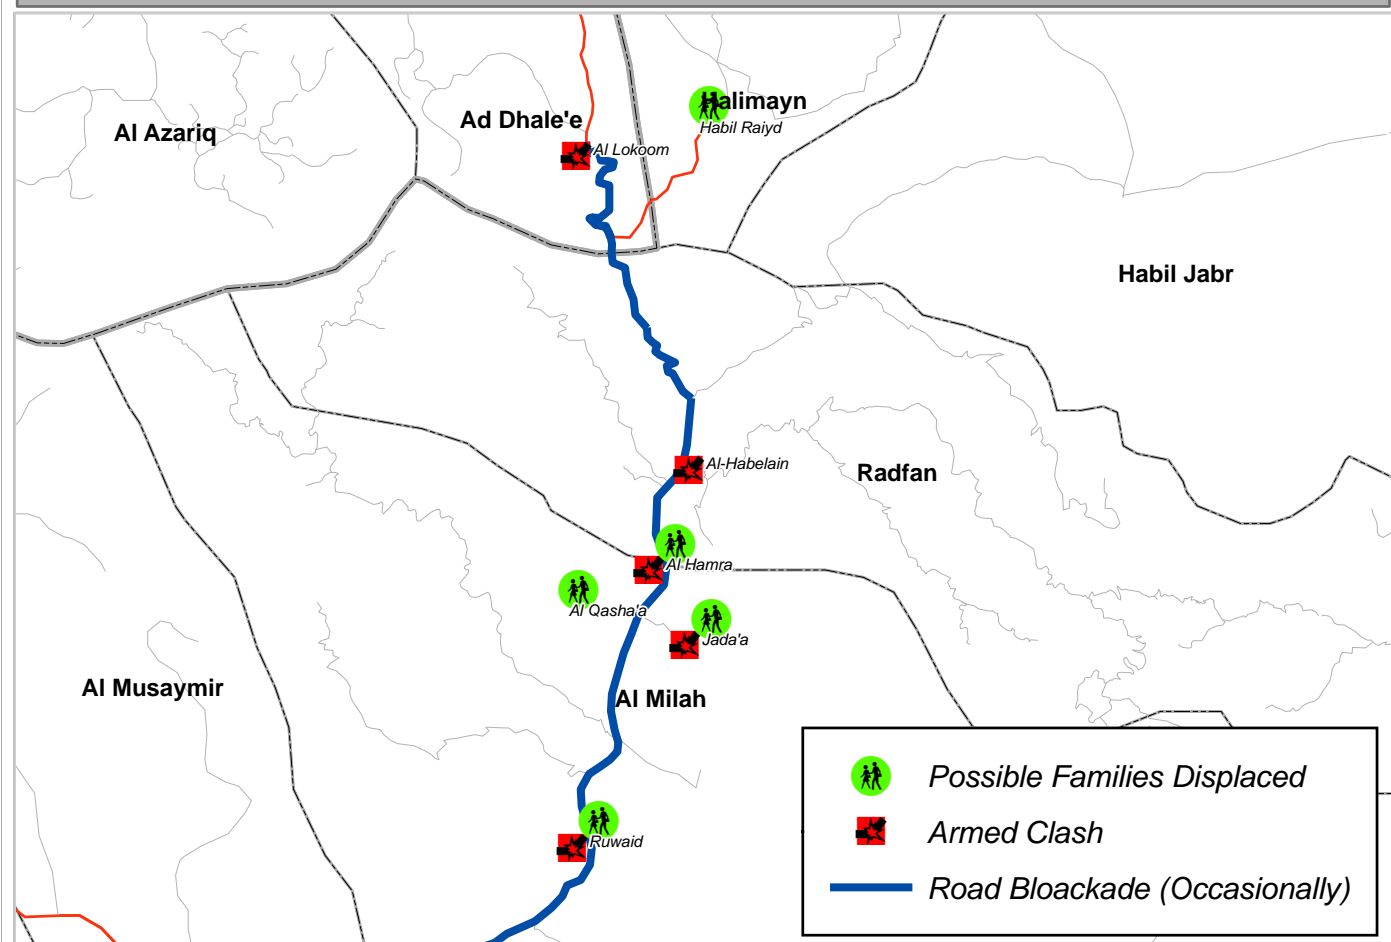 Halimayn
Ad Dhale'e
Habil Raiyd
Al Azariq
Al Lokoom
Habil Jabr
Al-Habelain
Radfan
Al Hamra
Al Qasha'a
Jada'a
Al Musaymir
Al Milah
Ruwaid
Possible Families Displaced
Armed Clash
Road Bloackade (Occasionally)